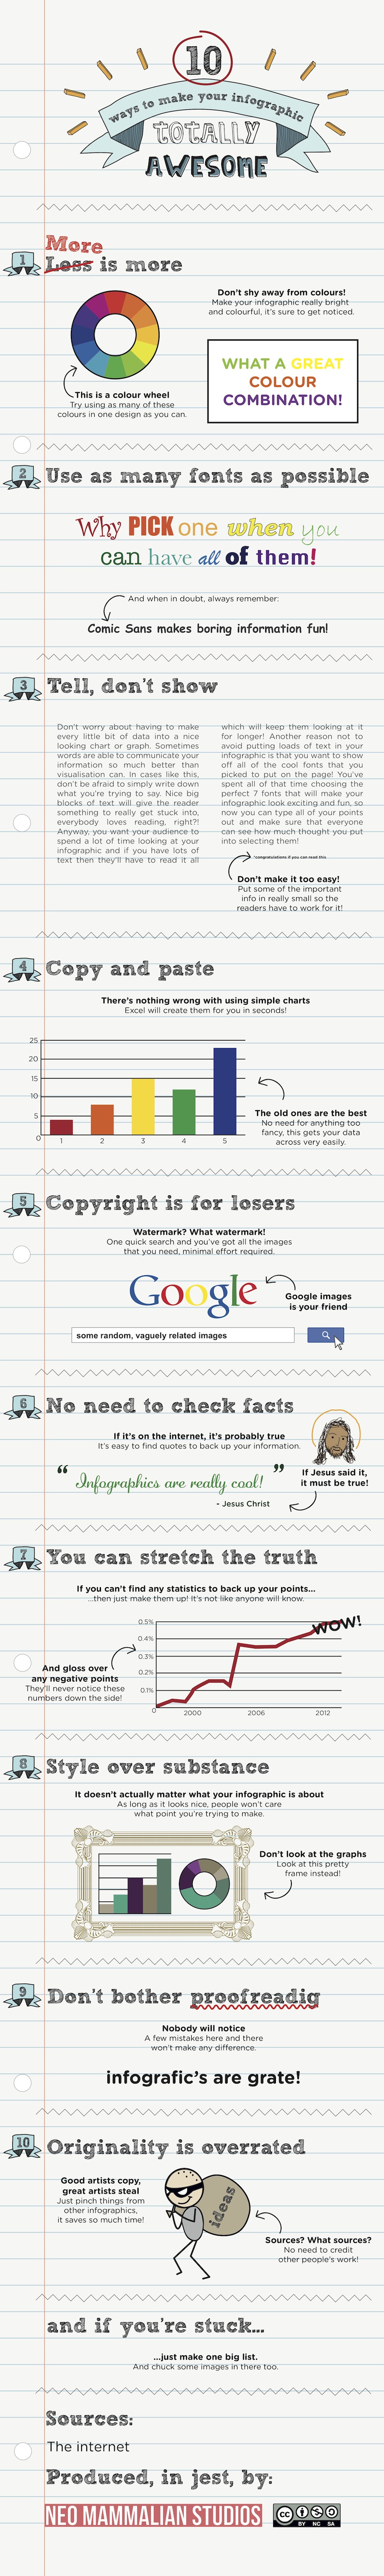 10
ways to make your infographic
TOTALLY
AWESOME
1
More
Less is more
Don't shy away from colours!
Make your infographic really bright
and colourful, it's sure to get noticed.
WHAT A GREAT
COLOUR
COMBINATION!
This is a colour wheel
Try using as many of these
colours in one design as you can.
2
Use as many fonts as possible
Why PICK one when you
can have all of them!
And when in doubt, always remember:
Comic Sans makes boring information fun!
3
Tell, don't show
Don't worry about having to make
every little bit of data into a nice
looking chart or graph. Sometimes
words are able to communicate your
information so much better than
visualisation can. In cases like this,
don't be afraid to simply write down
what you're trying to say. Nice big
blocks of text will give the reader
something to really get stuck into,
everybody loves reading, right?!
Anyway, you want your audience to
spend a lot of time looking at your
infographic and if you have lots of
text then they'll have to read it all
which will keep them looking at it
for longer! Another reason not to
avoid putting loads of text in your
infographic is that it's a way to show
off all of the cool fonts that you
picked to put on the page! You've
spent all of that time choosing the
perfect 7 fonts that will make your
infographic look exciting and fun, so
now you can type all of your points
out and make sure that everyone
can see how much thought you put
into selecting them!
*congratulations if you can read this
Don't make it too easy!
Put some of the important
info in really small so the
readers have to work for it!
4
Copy and paste
There's nothing wrong with using simple charts
Excel will create them for you in seconds!
25
20
15
10
5
0
1 2 3 4 5
The old ones are the best
No need for anything too
fancy, this gets your data
across very easily.
5
Copyright is for losers
Watermark? What watermark!
One quick search and you've got all the images
that you need, minimal effort required.
Google
Google images
is your friend
some random, vaguely related images
6
No need to check facts
If it's on the internet, it's probably true
It's easy to find quotes to back up your information.
“ Infographics are really cool! ”
- Jesus Christ
If Jesus said it,
it must be true!
7
You can stretch the truth
If you can't find any statistics to back up your points...
...then just make them up! It's not like anyone will know.
WOW!
0.5%
0.4%
0.3%
0.2%
0.1%
0
2000 2006 2012
And gloss over
any negative points
They'll never notice these
numbers down the side!
8
Style over substance
It doesn't actually matter what your infographic is about
As long as it looks nice, people won't care
what point you're trying to make.
Don't look at the graphs
Look at this pretty
frame instead!
9
Don't bother proofreadig
Nobody will notice
A few mistakes here and there
won't make any difference.
infografic's are grate!
10
Originality is overrated
Good artists copy,
great artists steal
Just pinch things from
other infographics,
it saves so much time!
ideas
Sources? What sources?
No need to credit
other people's work!
and if you're stuck...
...just make one big list.
And chuck some images in there too.
Sources:
The internet
Produced, in jest, by:
NEO MAMMALIAN STUDIOS
CC BY NC SA